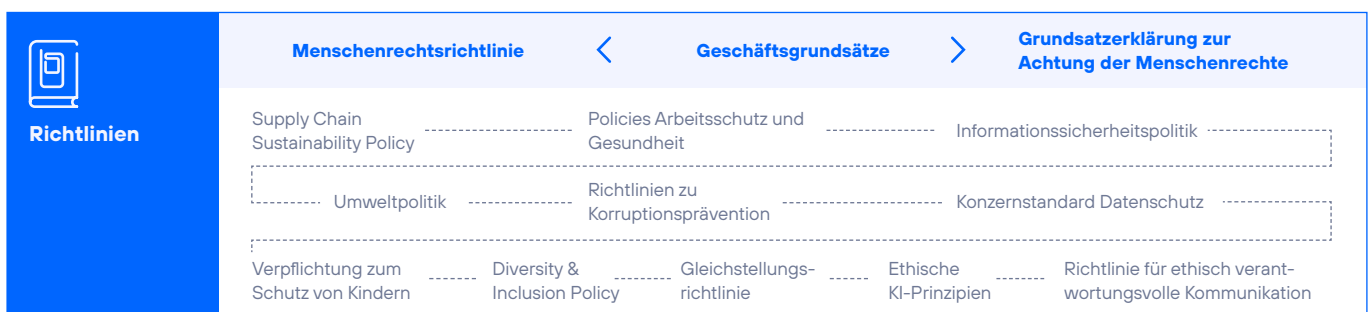 Richtlinien
Menschenrechtsrichtlinie
Geschäftsgrundsätze
Grundsatzerklärung zur
Achtung der Menschenrechte
Supply Chain
Sustainability Policy
Policies Arbeitsschutz und
Gesundheit
Informationssicherheitspolitik
Umweltpolitik
Richtlinien zu
Korruptionsprävention
Konzernstandard Datenschutz
Verpflichtung zum
Schutz von Kindern
Diversity &
Inclusion Policy
Gleichstellungs-
richtlinie
Ethische
KI-Prinzipien
Richtlinie für ethisch verant-
wortungsvolle Kommunikation